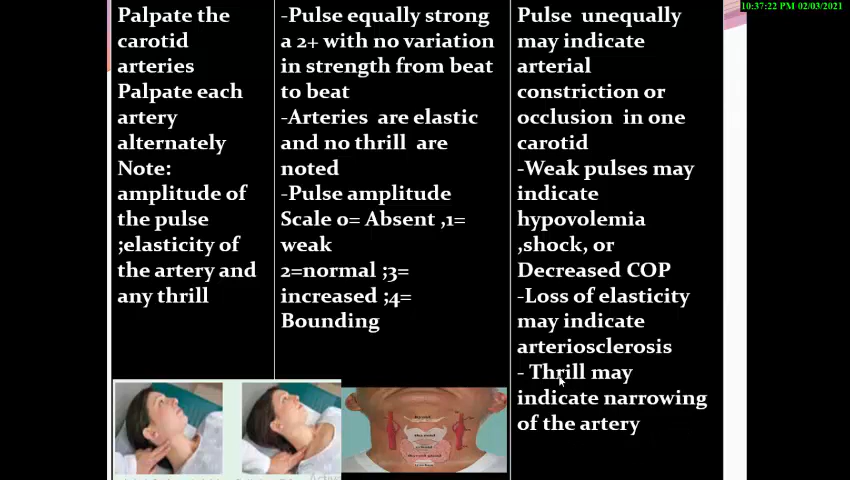 10:37:22 PM 02/03/2021
Palpate the
carotid
arteries
Palpate each
artery
alternately
Note:
amplitude of
the pulse
;elasticity of
the artery and
any thrill
-Pulse equally strong
a 2+ with no variation
in strength from beat
to beat
-Arteries are elastic
and no thrill are
noted
-Pulse amplitude
Scale 0= Absent ,1=
weak
2=normal ;3=
increased ;4=
Bounding
Pulse unequally
may indicate
arterial
constriction or
occlusion in one
carotid
-Weak pulses may
indicate
hypovolemia
,shock, or
Decreased COP
-Loss of elasticity
may indicate
arteriosclerosis
- Thrill may
indicate narrowing
of the artery